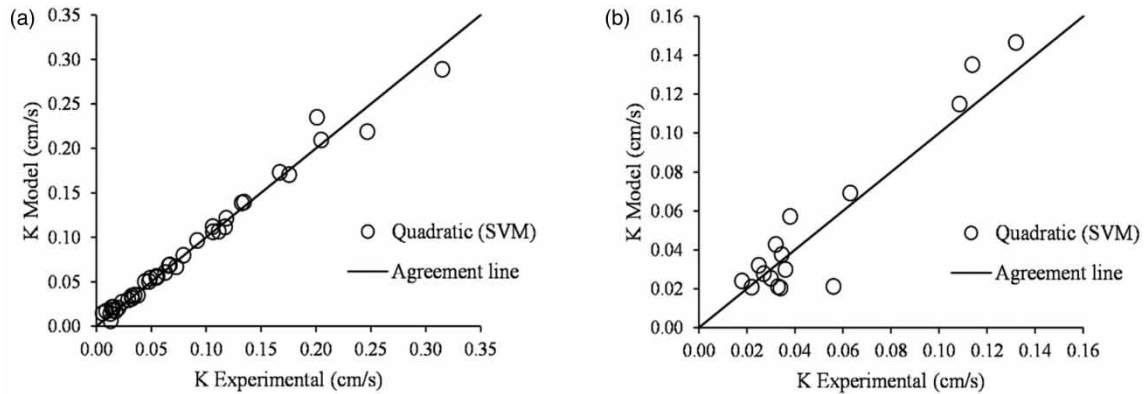 (a)
0.35
0.30
0.25
0.20
0.15
0.10
0.05
0.00
K Model (cm/s)
Quadratic (SVM)
Agreement line
0.00 0.05 0.10 0.15 0.20 0.25 0.30 0.35
K Experimental (cm/s)
(b)
0.16
0.14
0.12
0.10
0.08
0.06
0.04
0.02
0.00
K Model (cm/s)
Quadratic (SVM)
Agreement line
0.00 0.02 0.04 0.06 0.08 0.10 0.12 0.14 0.16
K Experimental (cm/s)